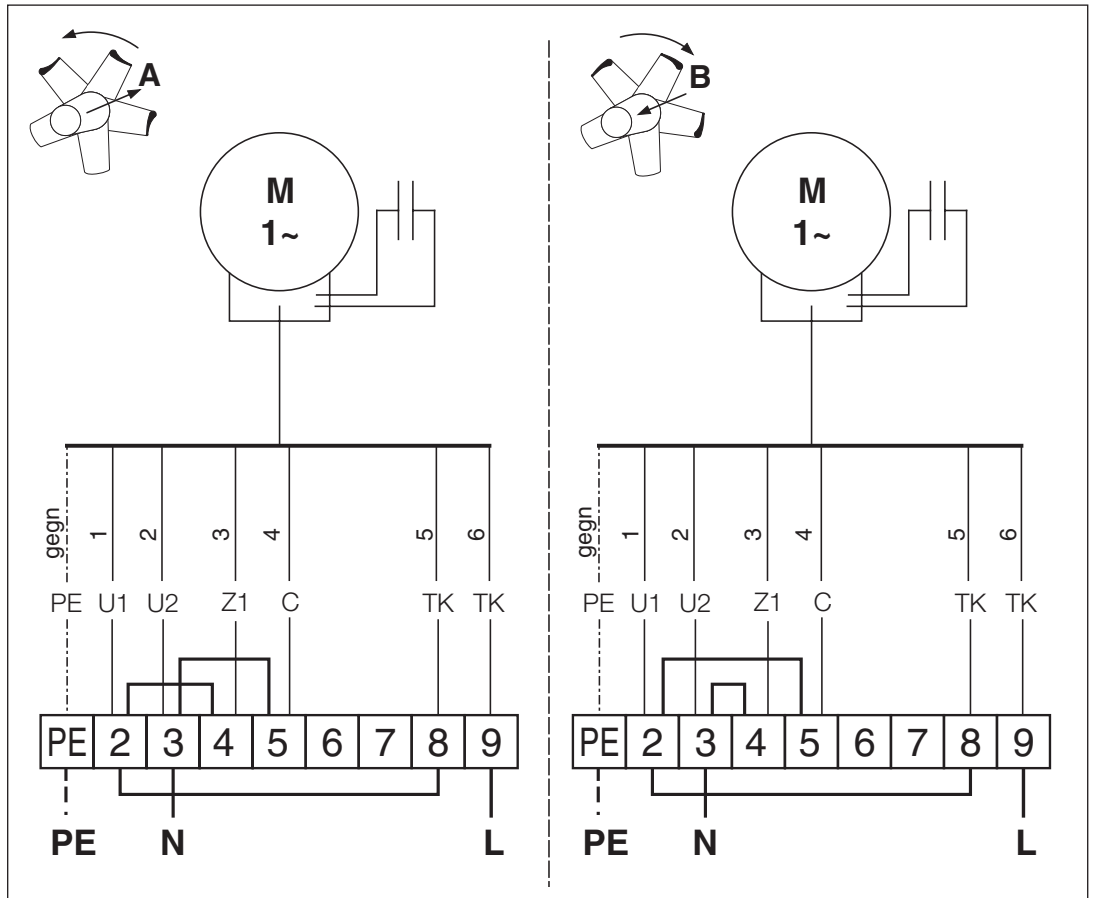 A
M
1~
gegn 1 2 3 4 5 6
PE U1 U2 Z1 C TK TK
PE 2 3 4 5 6 7 8 9
PE N L
B
M
1~
gegn 1 2 3 4 5 6
PE U1 U2 Z1 C TK TK
PE 2 3 4 5 6 7 8 9
PE N L